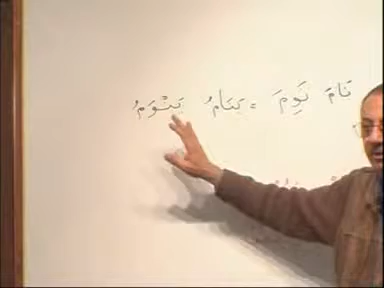 نَامَ نَوِمَ = يَنَامُ يَنْوَمُ